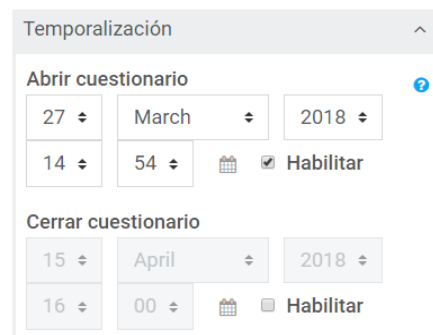 Temporalización
Abrir cuestionario
27 March 2018
14 54 Habilitar
Cerrar cuestionario
15 April 2018
16 00 Habilitar